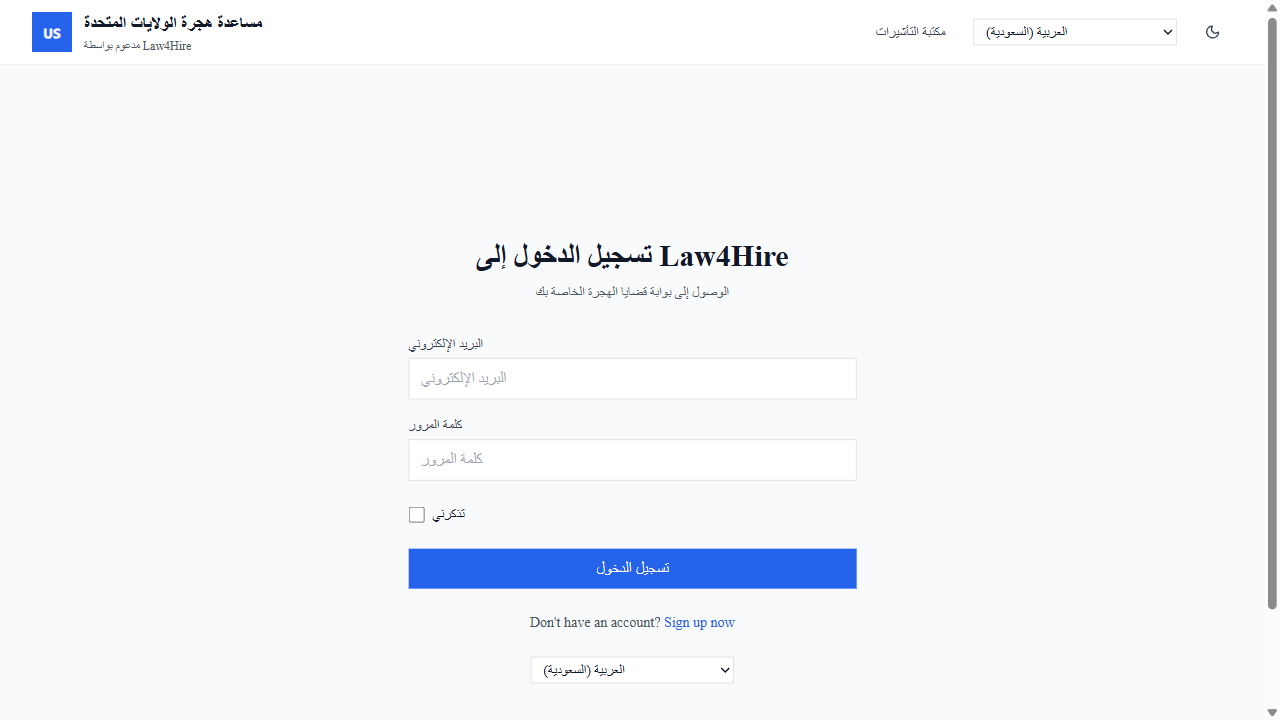 US
مساعدة هجرة الولايات المتحدة
مدعوم بواسطة Law4Hire
مكتبة التأشيرات
العربية (السعودية)
تسجيل الدخول إلى Law4Hire
الوصول إلى بوابة قضايا الهجرة الخاصة بك
البريد الإلكتروني
البريد الإلكتروني
كلمة المرور
كلمة المرور
تذكرني
تسجيل الدخول
Don't have an account? Sign up now
العربية (السعودية)